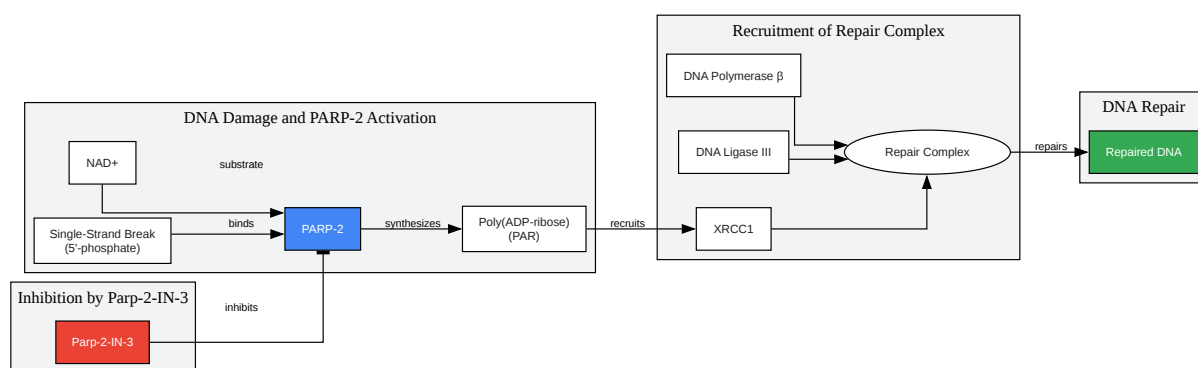 DNA Damage and PARP-2 Activation
NAD+
substrate
Single-Strand Break
(5'-phosphate)
binds
PARP-2
synthesizes
Poly(ADP-ribose)
(PAR)
recruits
Inhibition by Parp-2-IN-3
Parp-2-IN-3
inhibits
Recruitment of Repair Complex
DNA Polymerase β
DNA Ligase III
XRCC1
Repair Complex
repairs
DNA Repair
Repaired DNA